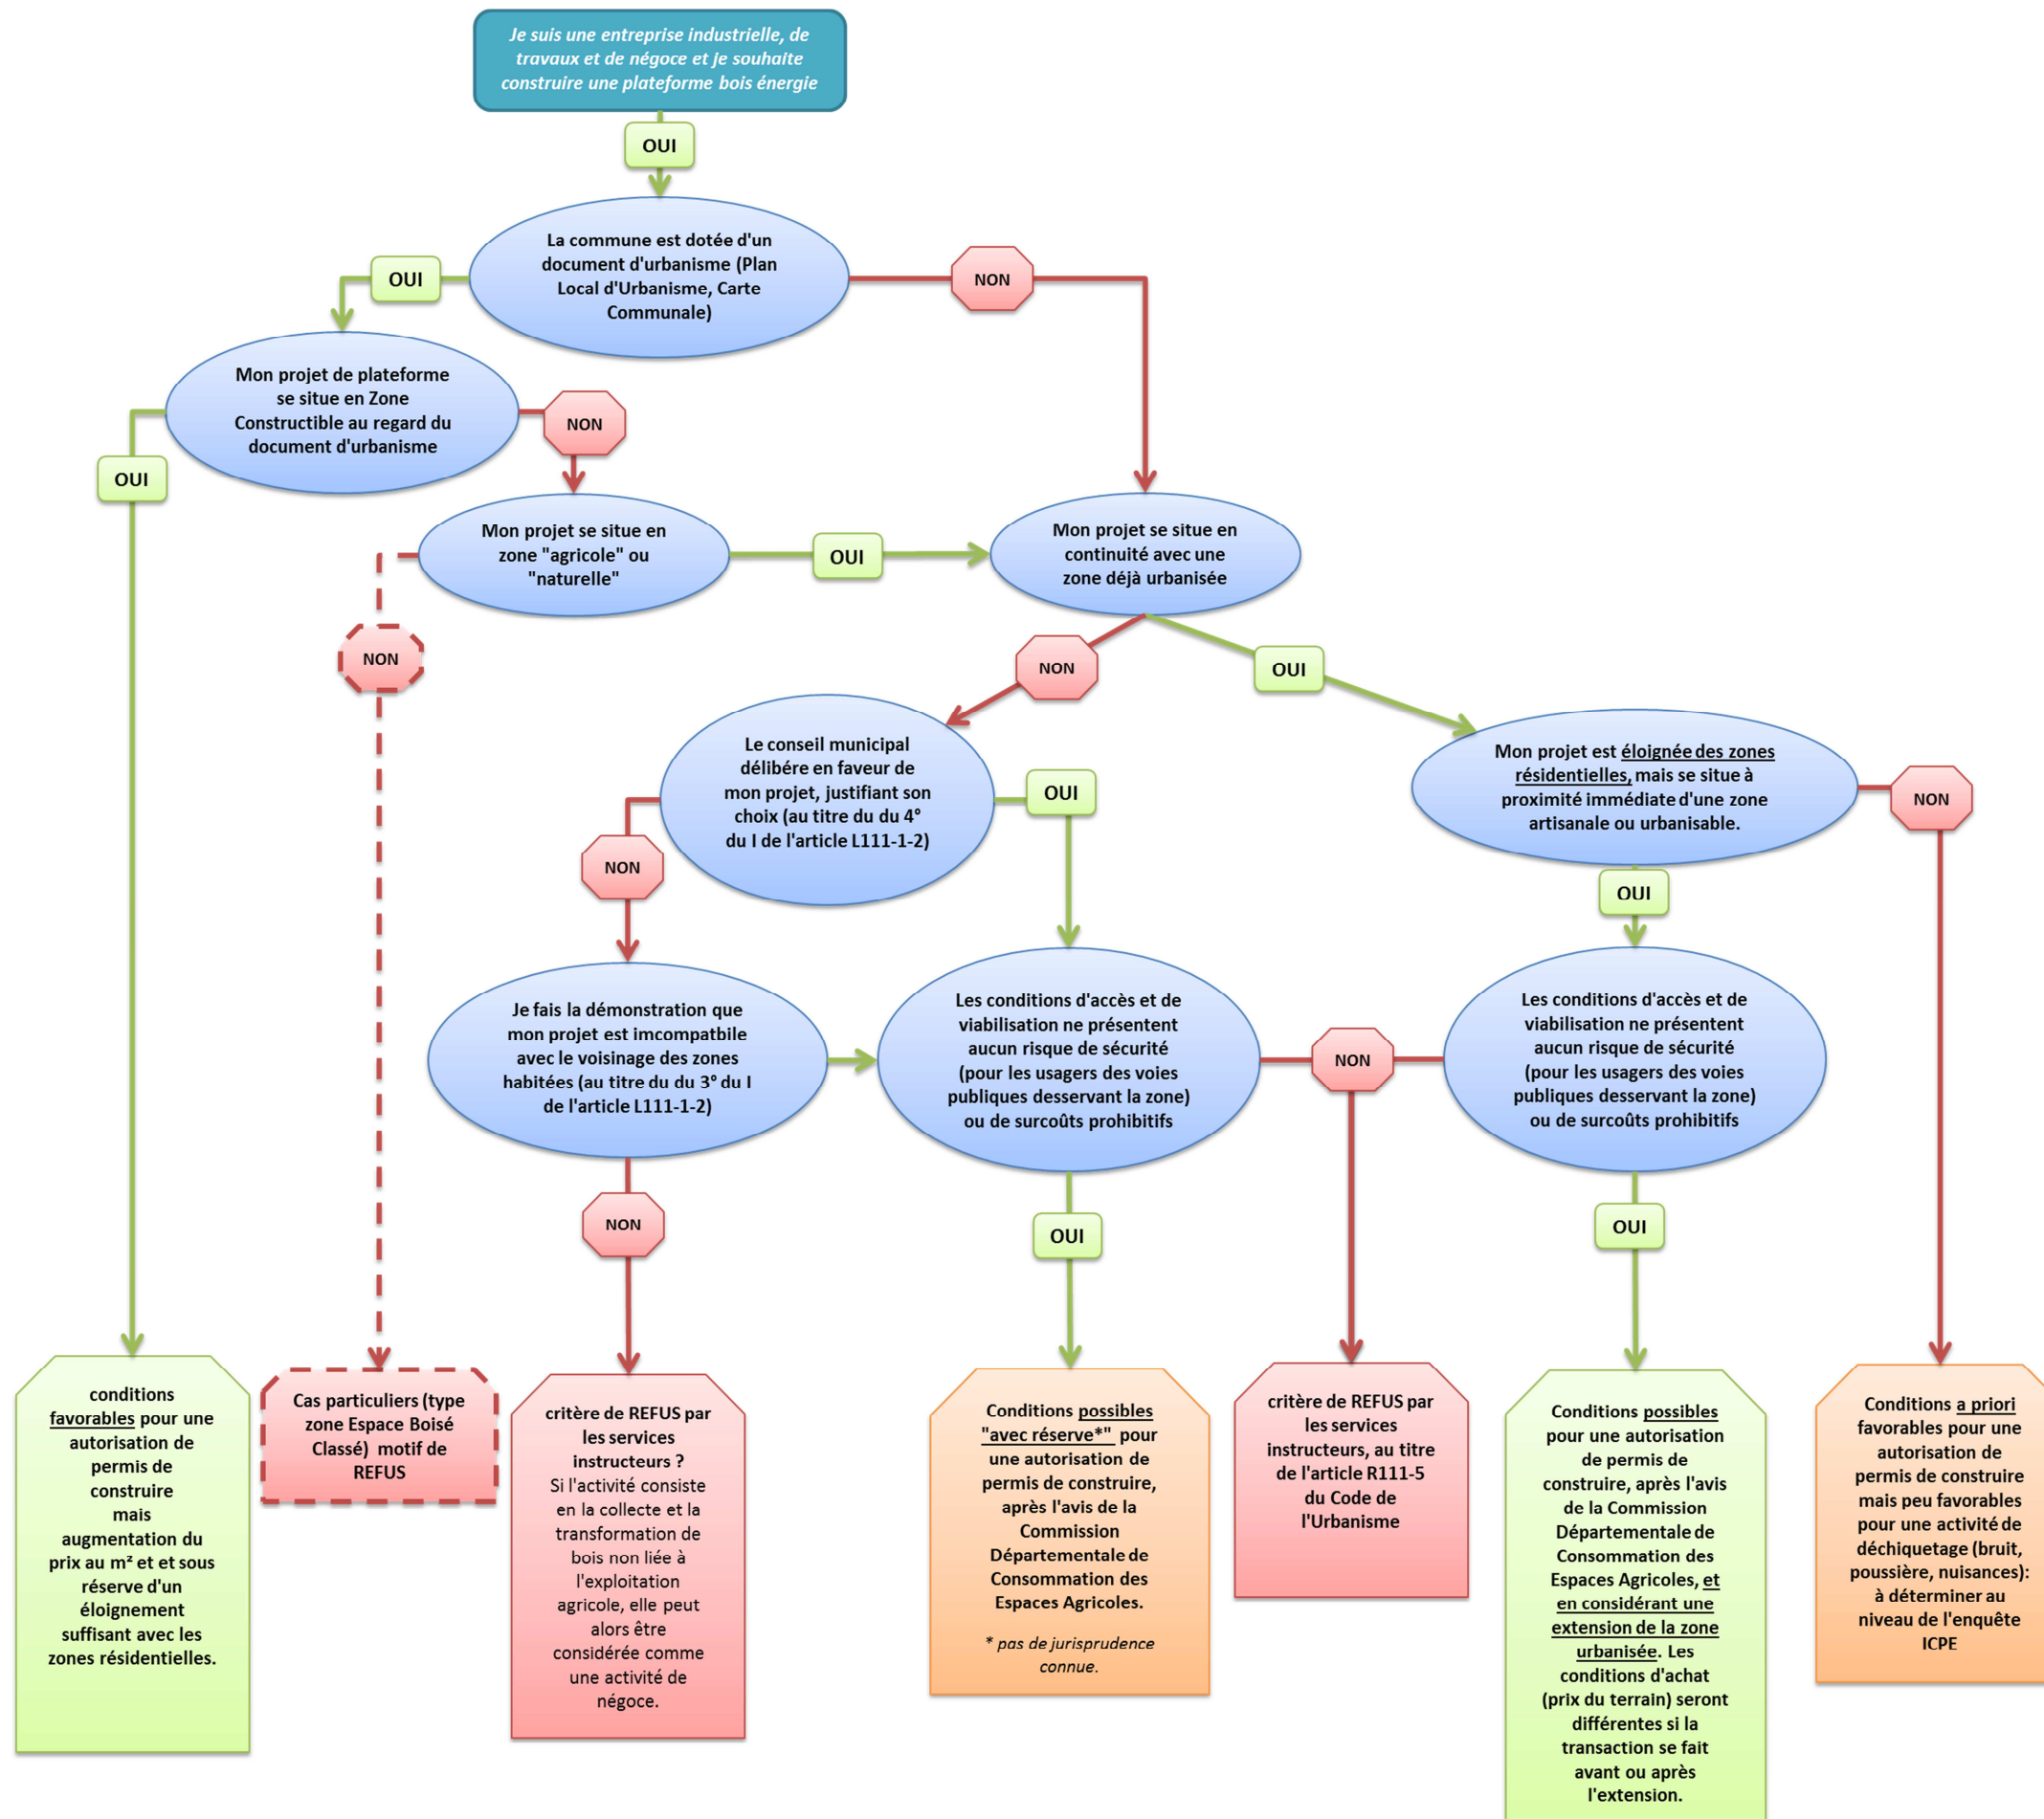 Je suis une entreprise industrielle, de
travaux et de négoce et je souhaite
construire une plateforme bois énergie
OUI
La commune est dotée d'un
document d'urbanisme (Plan
Local d'Urbanisme, Carte
Communale)
OUI
NON
Mon projet de plateforme
se situe en Zone
Constructible au regard du
document d'urbanisme
NON
OUI
Mon projet se situe en
zone "agricole" ou
"naturelle"
OUI
Mon projet se situe en
continuité avec une
zone déjà urbanisée
NON
NON
OUI
Le conseil municipal
délibére en faveur de
mon projet, justifiant son
choix (au titre du du 4°
du I de l'article L111-1-2)
OUI
NON
Mon projet est éloignée des zones
résidentielles, mais se situe à
proximité immédiate d'une zone
artisanale ou urbanisable.
NON
OUI
Je fais la démonstration que
mon projet est imcompatbile
avec le voisinage des zones
habitées (au titre du du 3° du I
de l'article L111-1-2)
Les conditions d'accès et de
viabilisation ne présentent
aucun risque de sécurité
(pour les usagers des voies
publiques desservant la zone)
ou de surcoûts prohibitifs
NON
Les conditions d'accès et de
viabilisation ne présentent
aucun risque de sécurité
(pour les usagers des voies
publiques desservant la zone)
ou de surcoûts prohibitifs
NON
OUI
OUI
conditions
favorables pour une
autorisation de
permis de
construire
mais
augmentation du
prix au m² et et sous
réserve d'un
éloignement
suffisant avec les
zones résidentielles.
Cas particuliers (type
zone Espace Boisé
Classé) motif de
REFUS
critère de REFUS par
les services
instructeurs ?
Si l'activité consiste
en la collecte et la
transformation de
bois non liée à
l'exploitation
agricole, elle peut
alors être
considérée comme
une activité de
négoce.
Conditions possibles
"avec réserve*" pour
une autorisation de
permis de construire,
après l'avis de la
Commission
Départementale de
Consommation des
Espaces Agricoles.
* pas de jurisprudence
connue.
critère de REFUS par
les services
instructeurs, au titre
de l'article R111-5
du Code de
l'Urbanisme
Conditions possibles
pour une autorisation
de permis de
construire, après l'avis
de la Commission
Départementale de
Consommation des
Espaces Agricoles, et
en considérant une
extension de la zone
urbanisée. Les
conditions d'achat
(prix du terrain) seront
différentes si la
transaction se fait
avant ou après
l'extension.
Conditions a priori
favorables pour une
autorisation de
permis de construire
mais peu favorables
pour une activité de
déchiquetage (bruit,
poussière, nuisances):
à déterminer au
niveau de l'enquête
ICPE